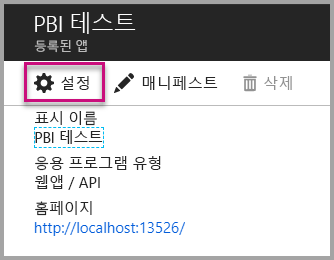 PBI 테스트
등록된 앱
설정 매니페스트 삭제
표시 이름
PBI 테스트
응용 프로그램 유형
웹앱 / API
홈페이지
http://localhost:13526/